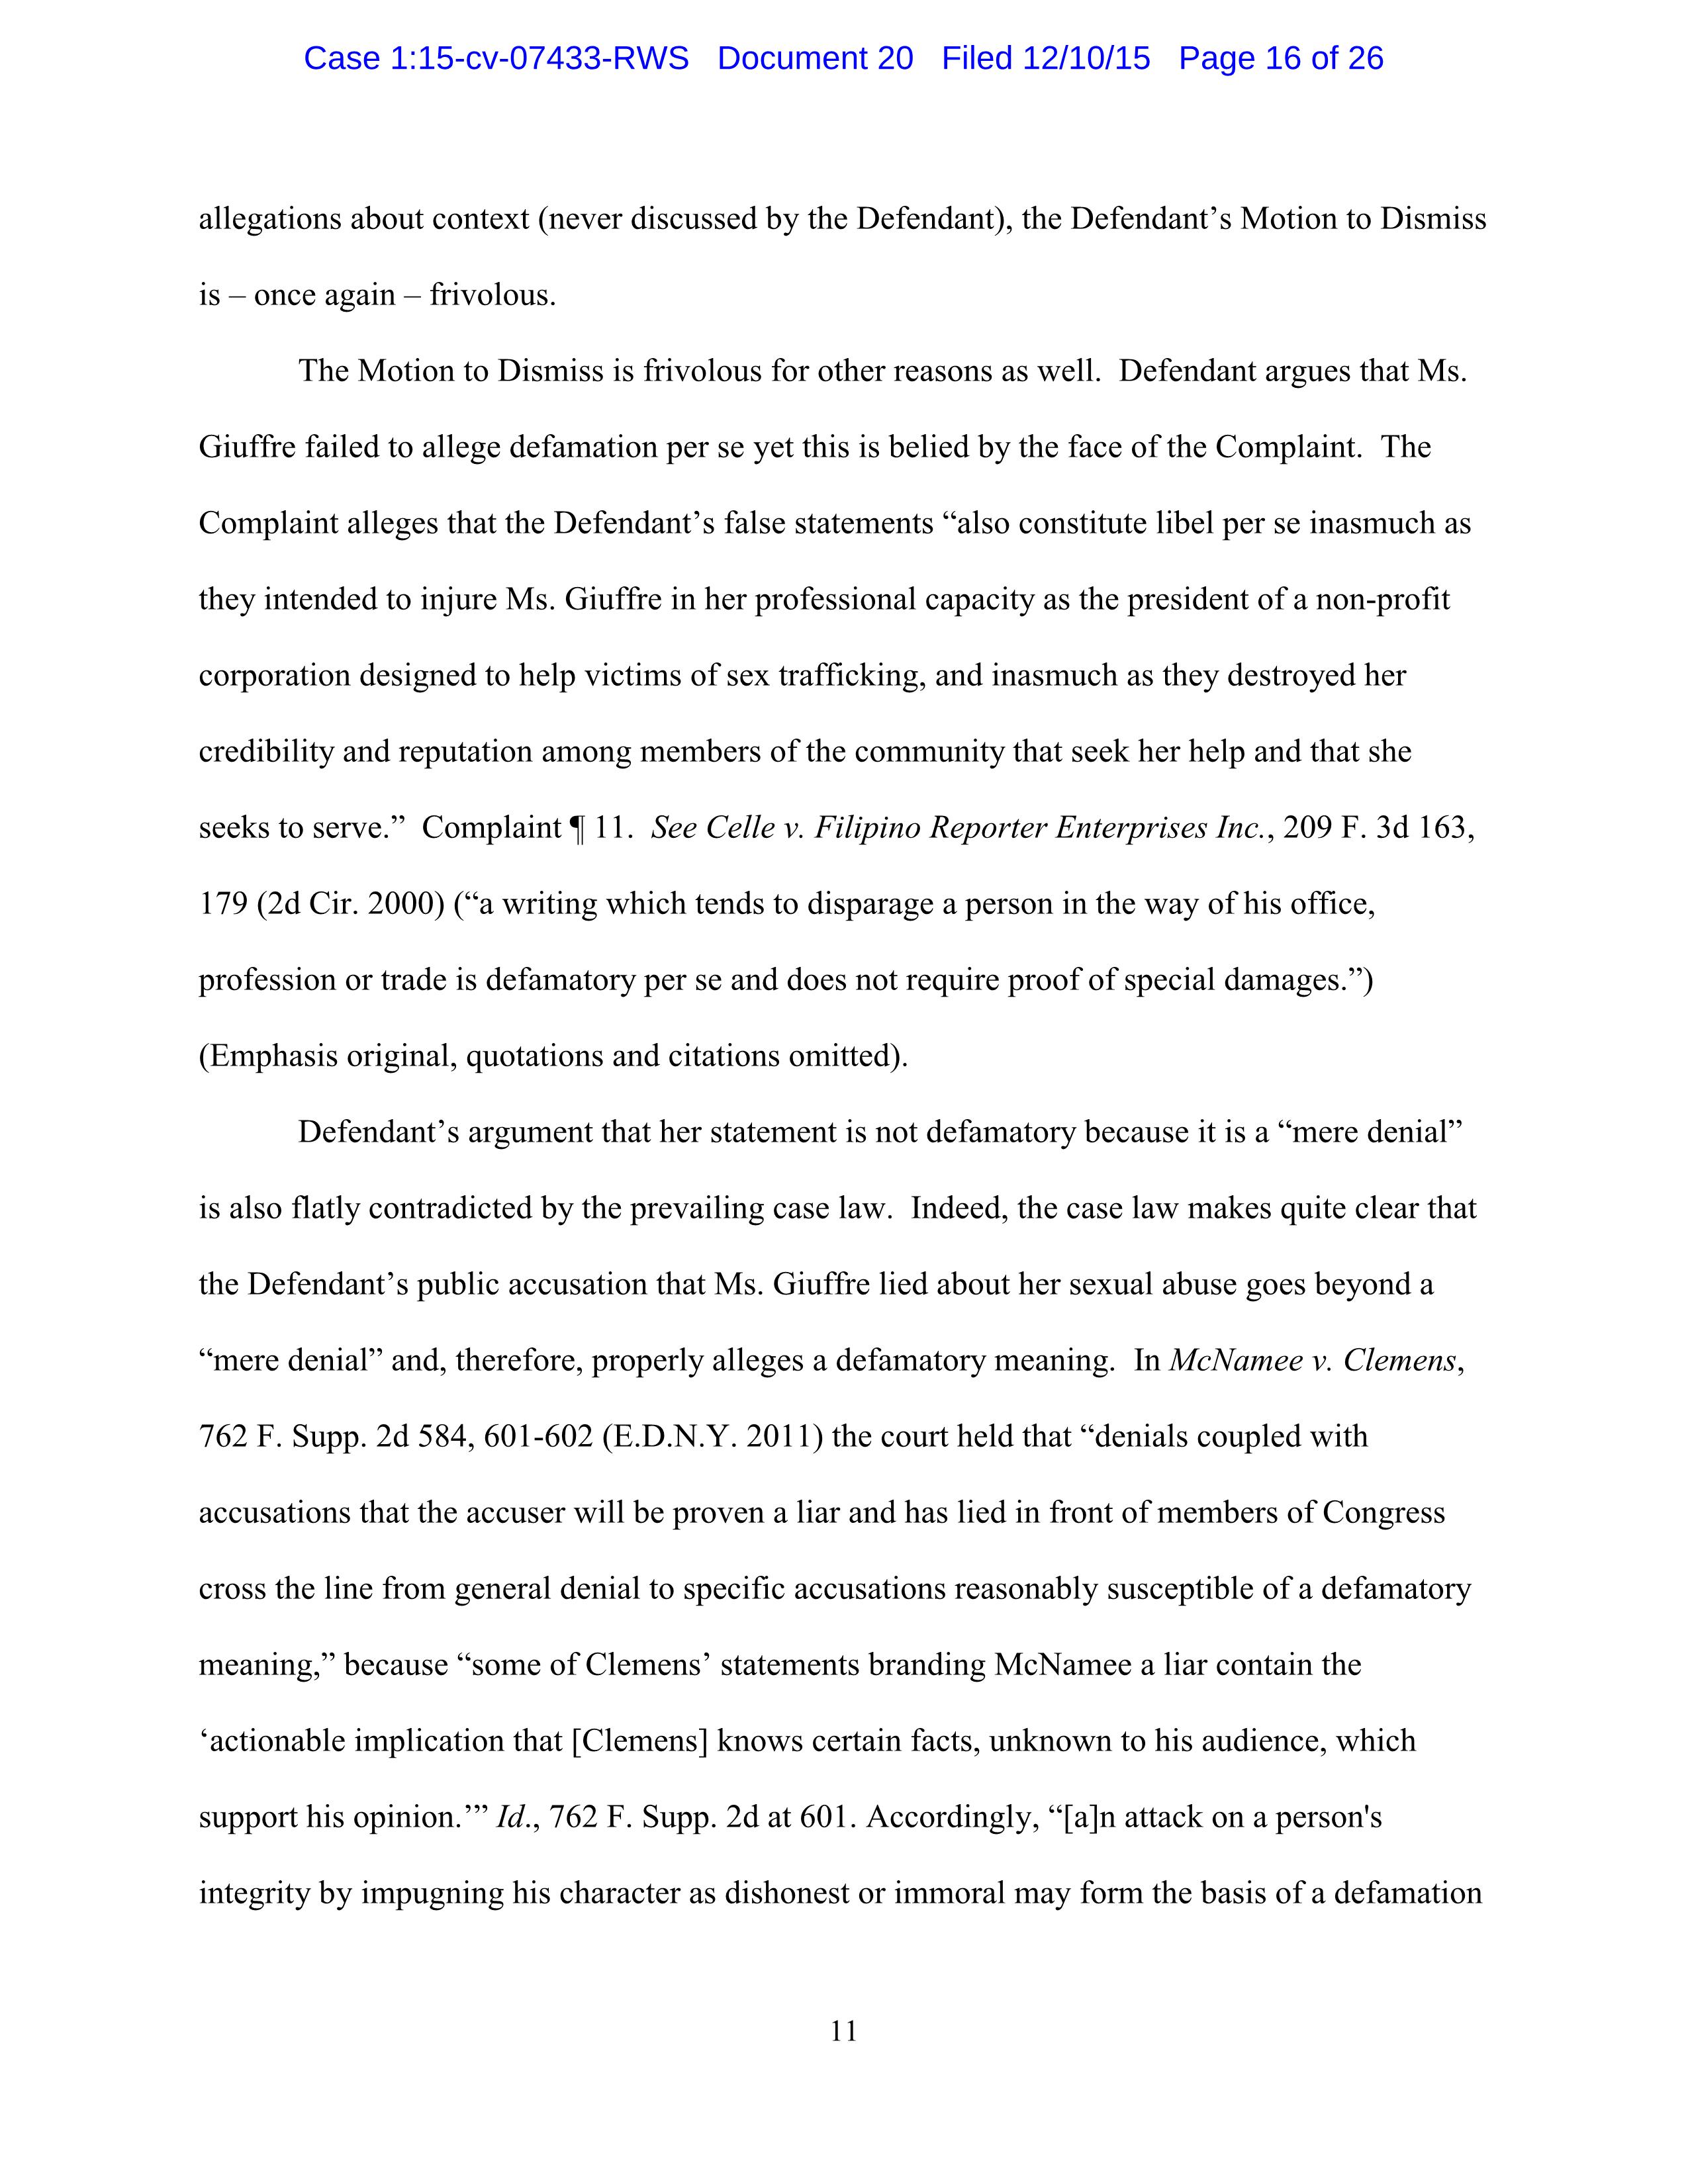 Case 1:15-cv-07433-RWS   Document 20   Filed 12/10/15   Page 16 of 26
allegations about context (never discussed by the Defendant), the Defendant’s Motion to Dismiss
is – once again – frivolous.
The Motion to Dismiss is frivolous for other reasons as well.  Defendant argues that Ms.
Giuffre failed to allege defamation per se yet this is belied by the face of the Complaint.  The
Complaint alleges that the Defendant’s false statements “also constitute libel per se inasmuch as
they intended to injure Ms. Giuffre in her professional capacity as the president of a non-profit
corporation designed to help victims of sex trafficking, and inasmuch as they destroyed her
credibility and reputation among members of the community that seek her help and that she
seeks to serve.”  Complaint ¶ 11.  See Celle v. Filipino Reporter Enterprises Inc., 209 F. 3d 163,
179 (2d Cir. 2000) (“a writing which tends to disparage a person in the way of his office,
profession or trade is defamatory per se and does not require proof of special damages.”)
(Emphasis original, quotations and citations omitted).
Defendant’s argument that her statement is not defamatory because it is a “mere denial”
is also flatly contradicted by the prevailing case law.  Indeed, the case law makes quite clear that
the Defendant’s public accusation that Ms. Giuffre lied about her sexual abuse goes beyond a
“mere denial” and, therefore, properly alleges a defamatory meaning.  In McNamee v. Clemens,
762 F. Supp. 2d 584, 601-602 (E.D.N.Y. 2011) the court held that “denials coupled with
accusations that the accuser will be proven a liar and has lied in front of members of Congress
cross the line from general denial to specific accusations reasonably susceptible of a defamatory
meaning,” because “some of Clemens’ statements branding McNamee a liar contain the
‘actionable implication that [Clemens] knows certain facts, unknown to his audience, which
support his opinion.’” Id., 762 F. Supp. 2d at 601. Accordingly, “[a]n attack on a person's
integrity by impugning his character as dishonest or immoral may form the basis of a defamation
11